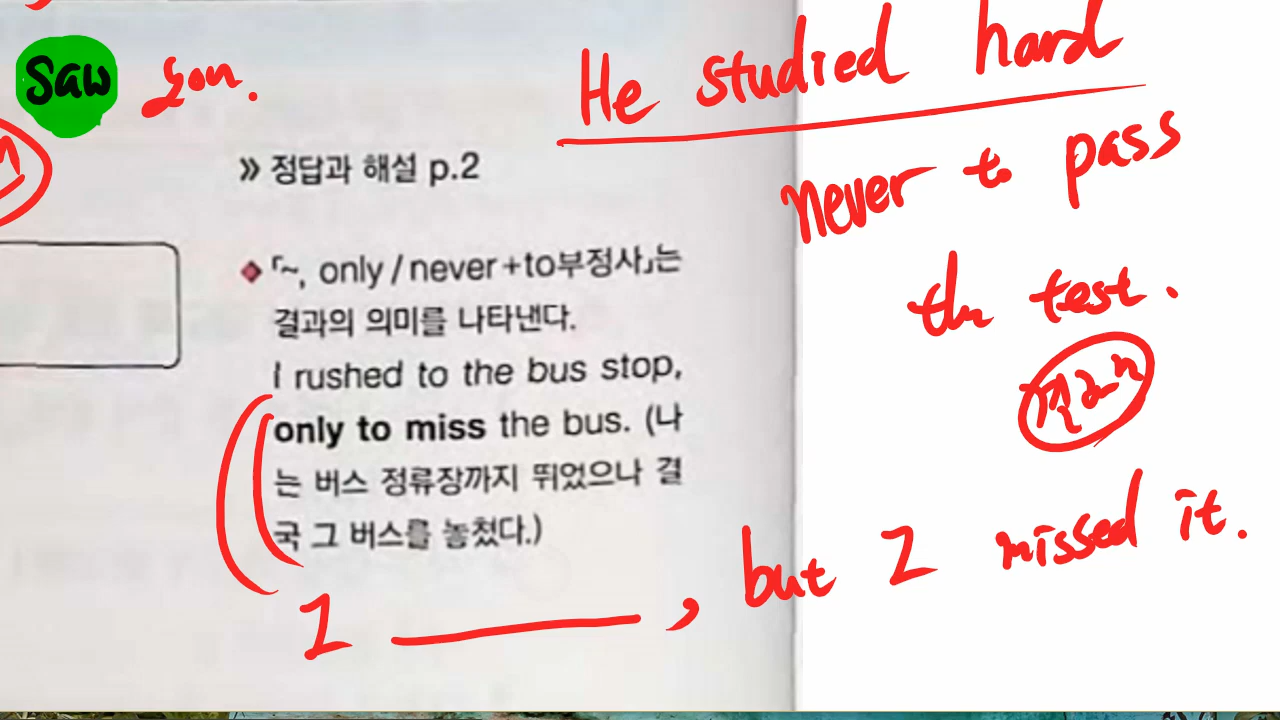 Saw you.
He studied hard
never to pass
the test.
» 정답과 해설 p.2
◆ 「~, only / never+to부정사」는
결과의 의미를 나타낸다.
I rushed to the bus stop,
only to miss the bus. (나
는 버스 정류장까지 뛰었으나 결
국 그 버스를 놓쳤다.)
I ______, but I missed it.